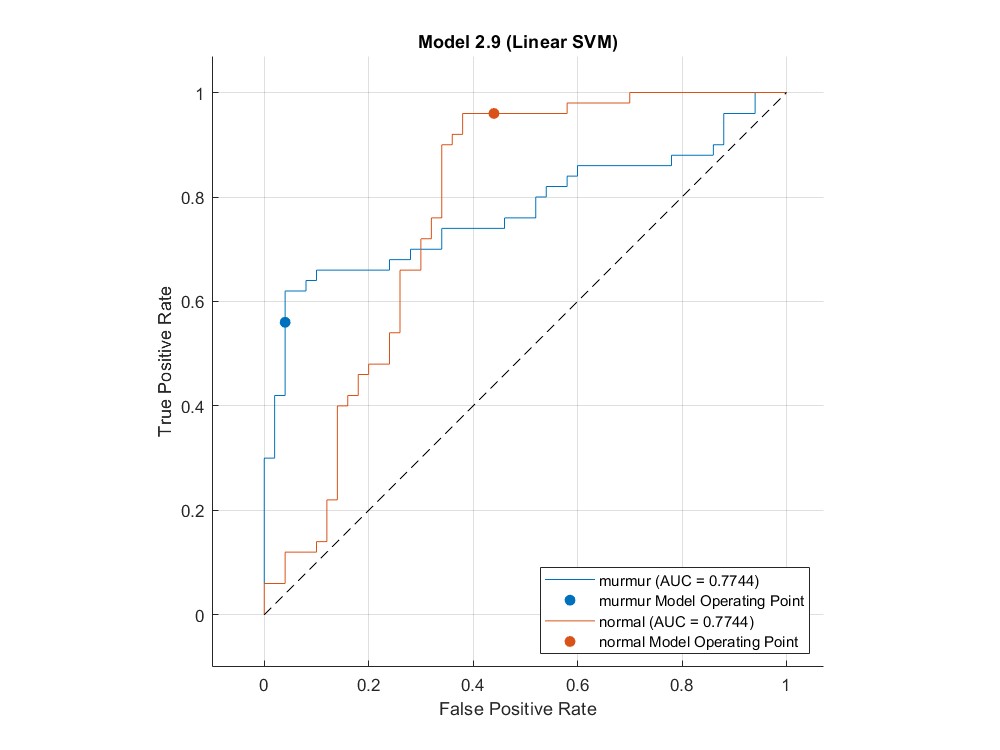 Model 2.9 (Linear SVM)
1
0.8
0.6
0.4
0.2
0
True Positive Rate
0 0.2 0.4 0.6 0.8 1
False Positive Rate
murmur (AUC = 0.7744)
murmur Model Operating Point
normal (AUC = 0.7744)
normal Model Operating Point